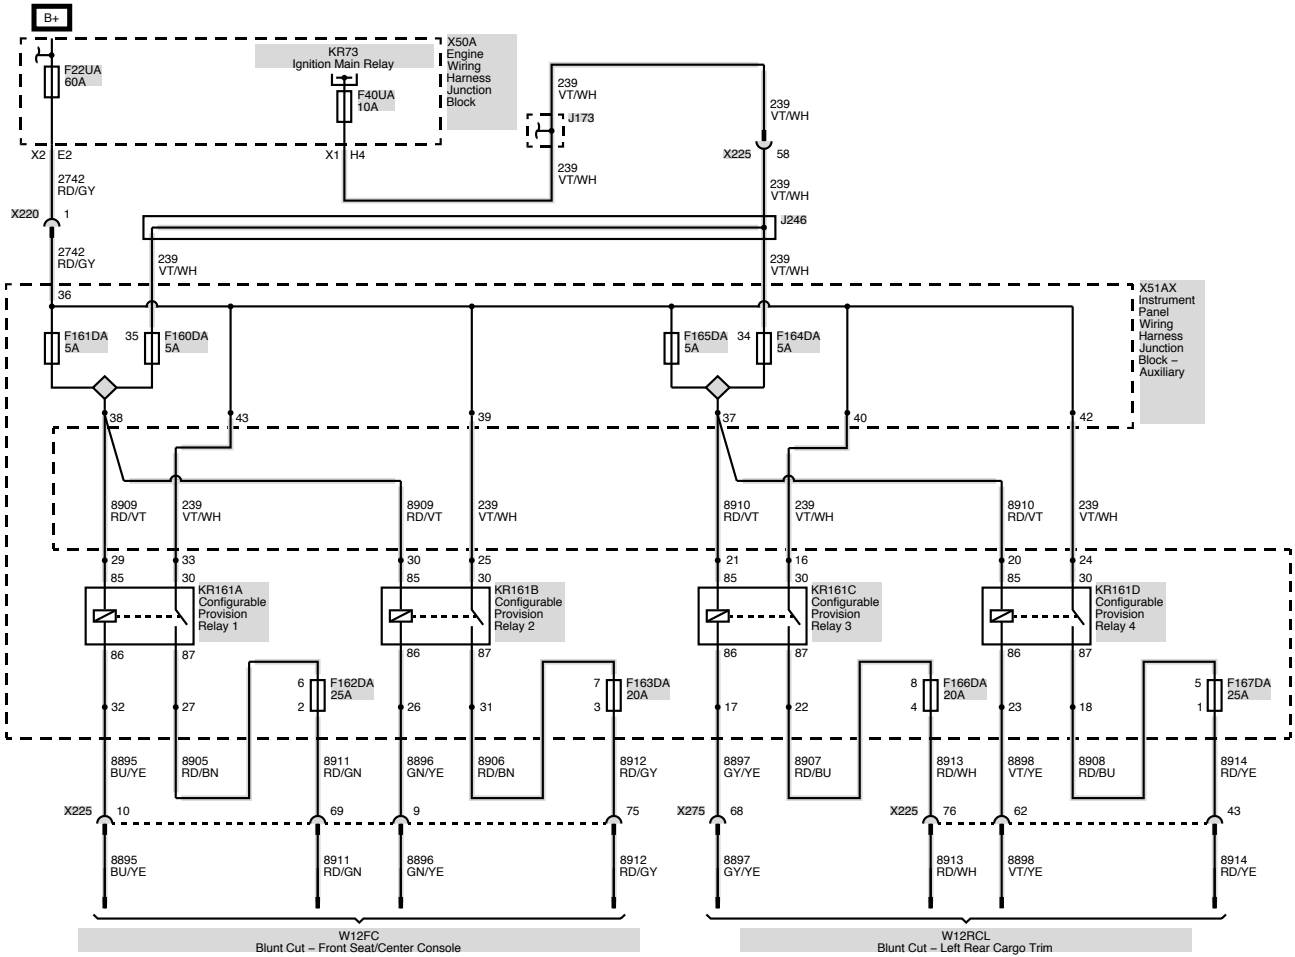 B+
X50A
Engine
Wiring
Harness
Junction
Block
KR73
Ignition Main Relay
F22UA
60A
F40UA
10A
239
VT/WH
J173
239
VT/WH
X2 E2
X1 H4
X225 58
2742
RD/GY
239
VT/WH
239
VT/WH
X220 1
J246
2742
RD/GY
239
VT/WH
239
VT/WH
36
X51AX
Instrument
Panel
Wiring
Harness
Junction
Block –
Auxiliary
F161DA
5A
35
F160DA
5A
F165DA
5A
34
F164DA
5A
38 43 39 37 40 42
8909
RD/VT
239
VT/WH
8909
RD/VT
239
VT/WH
8910
RD/VT
239
VT/WH
8910
RD/VT
239
VT/WH
29 33 30 25 21 16 20 24
85 30 85 30 85 30 85 30
KR161A
Configurable
Provision
Relay 1
KR161B
Configurable
Provision
Relay 2
KR161C
Configurable
Provision
Relay 3
KR161D
Configurable
Provision
Relay 4
86 87 86 87 86 87 86 87
6
F162DA
25A
2
7
F163DA
20A
3
8
F166DA
20A
4
5
F167DA
25A
1
32 27 26 31 17 22 23 18
8895
BU/YE
8905
RD/BN
8911
RD/GN
8896
GN/YE
8906
RD/BN
8912
RD/GY
8897
GY/YE
8907
RD/BU
8913
RD/WH
8898
VT/YE
8908
RD/BU
8914
RD/YE
X225 10 69 9 75 X275 68 X225 76 62 43
8895
BU/YE
8911
RD/GN
8896
GN/YE
8912
RD/GY
8897
GY/YE
8913
RD/WH
8898
VT/YE
8914
RD/YE
W12FC
Blunt Cut – Front Seat/Center Console
W12RCL
Blunt Cut – Left Rear Cargo Trim